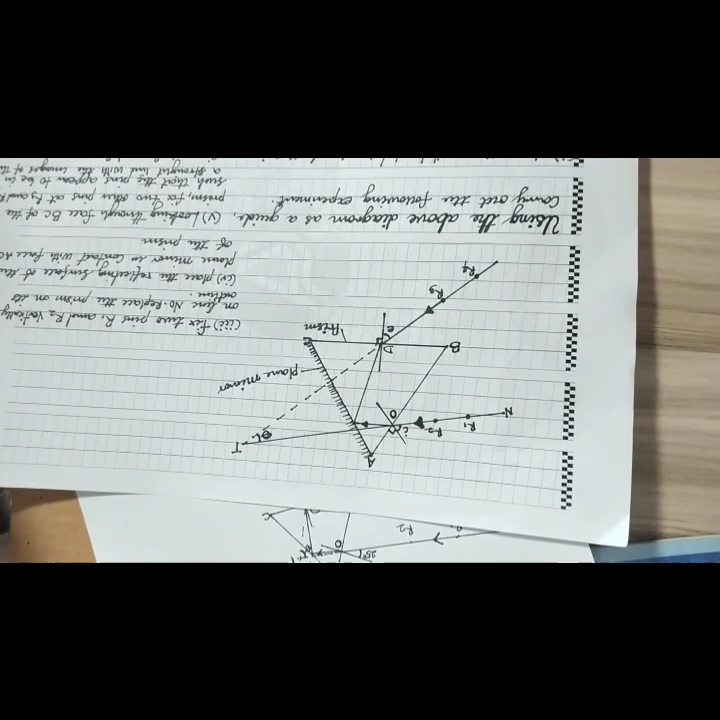 N
P1
P2
i
O
A
T
α
B
D
e
C
Prism
plane mirror
P3
P4
Using the above diagram as a guide,
Carry out the following experiment.
(iii) Fix two pins P1 and P2 vertically
on line NO. Replace the prism on its
outline.
(iv) place the reflecting surface of the
plane mirror in contact with face AC
of the prism
(v) Looking through face BC of the
prism, fix two other pins at P3 and
such that the pins appear to be in
a straight line with the images of the
P2
O
25°